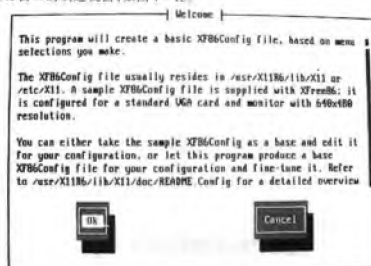 Welcome
This program will create a basic XF86Config file, based on menu
selections you make.
The XF86Config file usually resides in /usr/X11R6/lib/X11 or
/etc/X11. A sample XF86Config file is supplied with XFree86; it
is configured for a standard VGA card and monitor with 640x480
resolution.
You can either take the sample XF86Config as a base and edit it
for your configuration, or let this program produce a base
XF86Config file for your configuration and fine-tune it. Refer
to /usr/X11R6/lib/X11/doc/README.Config for a detailed overview
Ok
Cancel